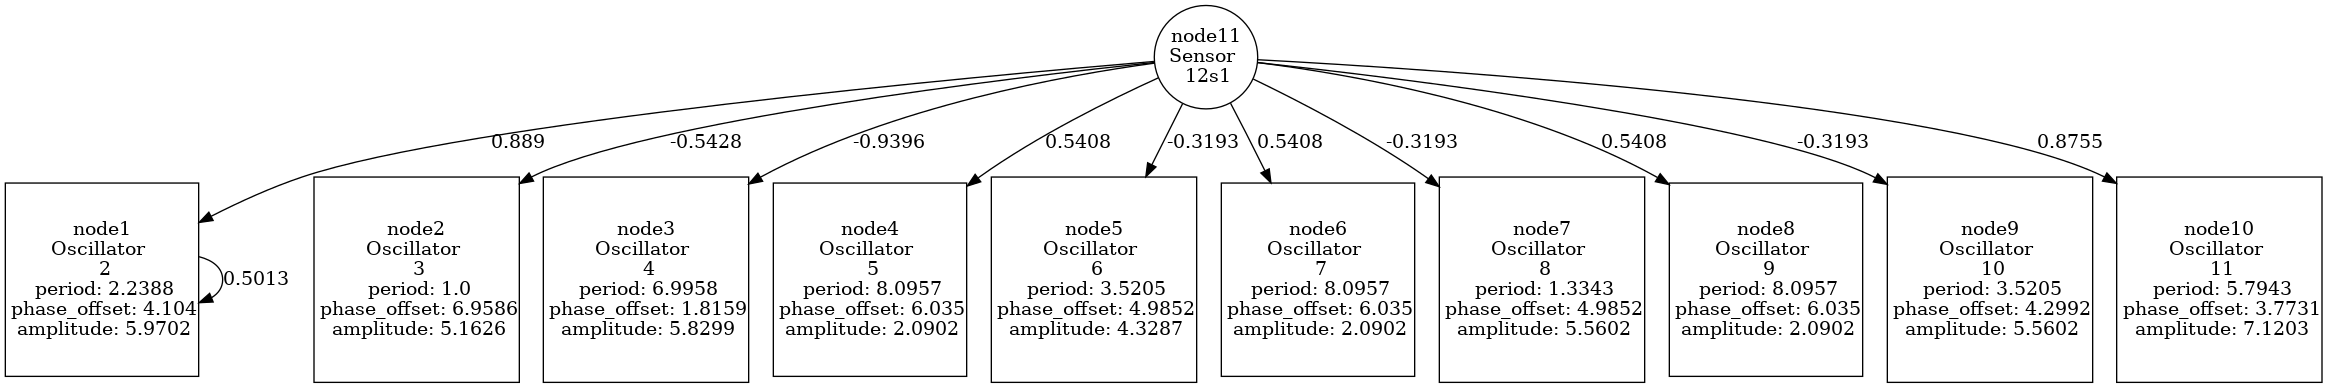 node11
Sensor
12s1
0.889
-0.5428
-0.9396
0.5408
-0.3193
0.5408
-0.3193
0.5408
-0.3193
0.8755
node1
Oscillator
2
period: 2.2388
phase_offset: 4.104
amplitude: 5.9702
0.5013
node2
Oscillator
3
period: 1.0
phase_offset: 6.9586
amplitude: 5.1626
node3
Oscillator
4
period: 6.9958
phase_offset: 1.8159
amplitude: 5.8299
node4
Oscillator
5
period: 8.0957
phase_offset: 6.035
amplitude: 2.0902
node5
Oscillator
6
period: 3.5205
phase_offset: 4.9852
amplitude: 4.3287
node6
Oscillator
7
period: 8.0957
phase_offset: 6.035
amplitude: 2.0902
node7
Oscillator
8
period: 1.3343
phase_offset: 4.9852
amplitude: 5.5602
node8
Oscillator
9
period: 8.0957
phase_offset: 6.035
amplitude: 2.0902
node9
Oscillator
10
period: 3.5205
phase_offset: 4.2992
amplitude: 5.5602
node10
Oscillator
11
period: 5.7943
phase_offset: 3.7731
amplitude: 7.1203